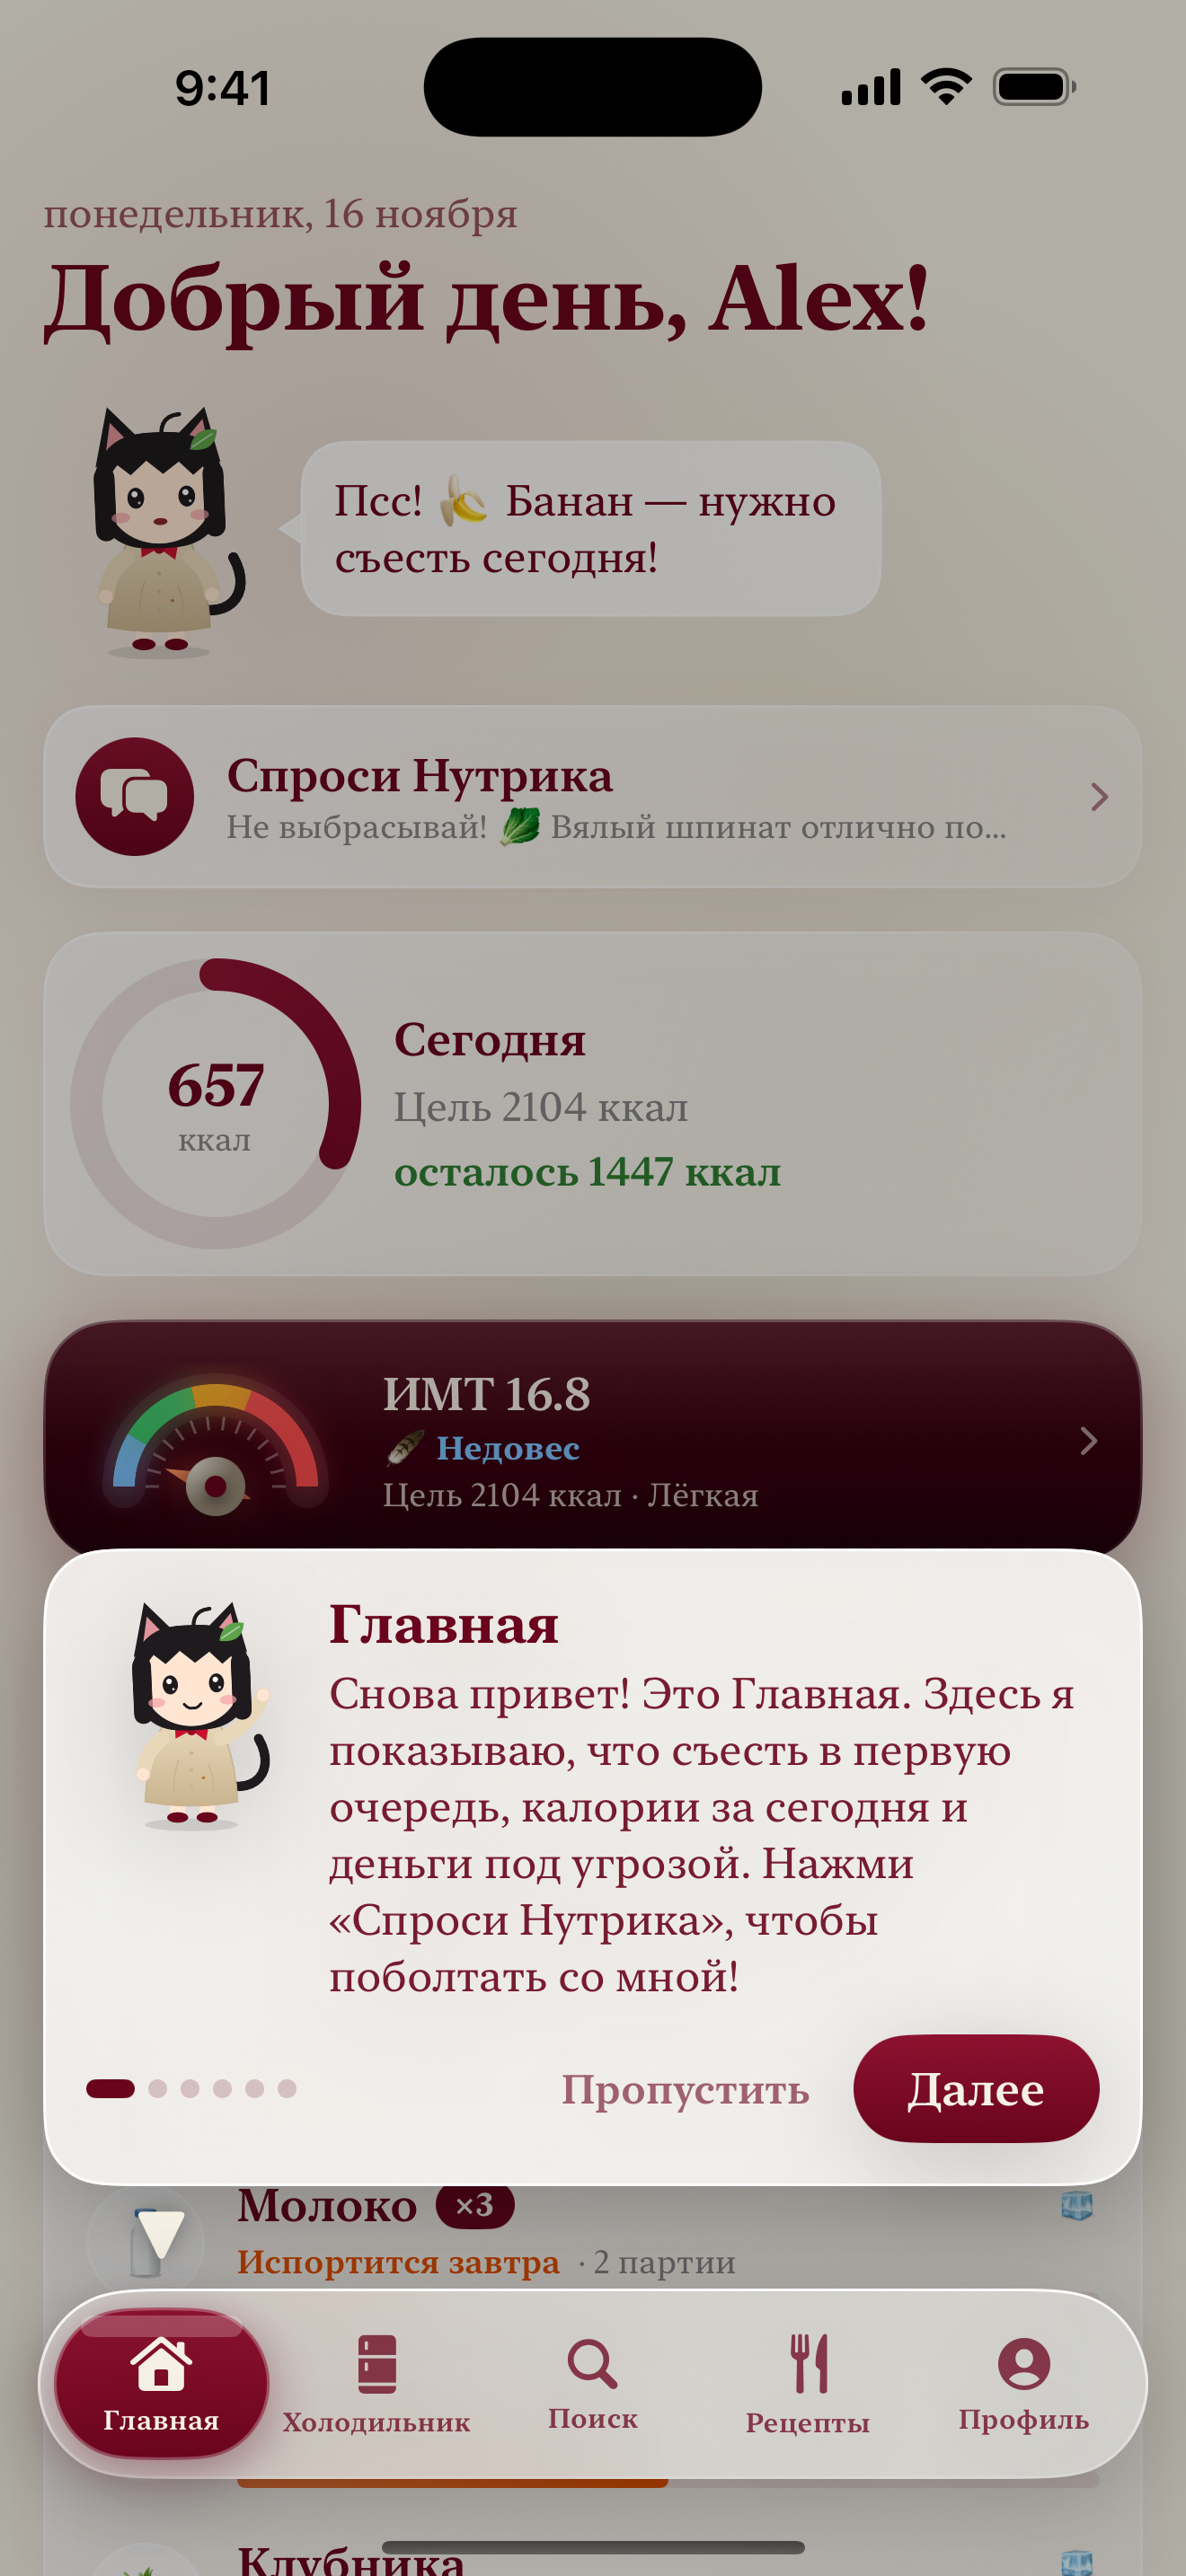 9:41
понедельник, 16 ноября
Добрый день, Alex!
Псс! 🍌 Банан — нужно
съесть сегодня!
Спроси Нутрика
Не выбрасывай! 🥬 Вялый шпинат отлично по...
657
ккал
Сегодня
Цель 2104 ккал
осталось 1447 ккал
ИМТ 16.8
🪶 Недовес
Цель 2104 ккал · Лёгкая
Главная
Снова привет! Это Главная. Здесь я
показываю, что съесть в первую
очередь, калории за сегодня и
деньги под угрозой. Нажми
«Спроси Нутрика», чтобы
поболтать со мной!
Пропустить
Далее
Молоко ×3
Испортится завтра · 2 партии
Главная
Холодильник
Поиск
Рецепты
Профиль
Клубника